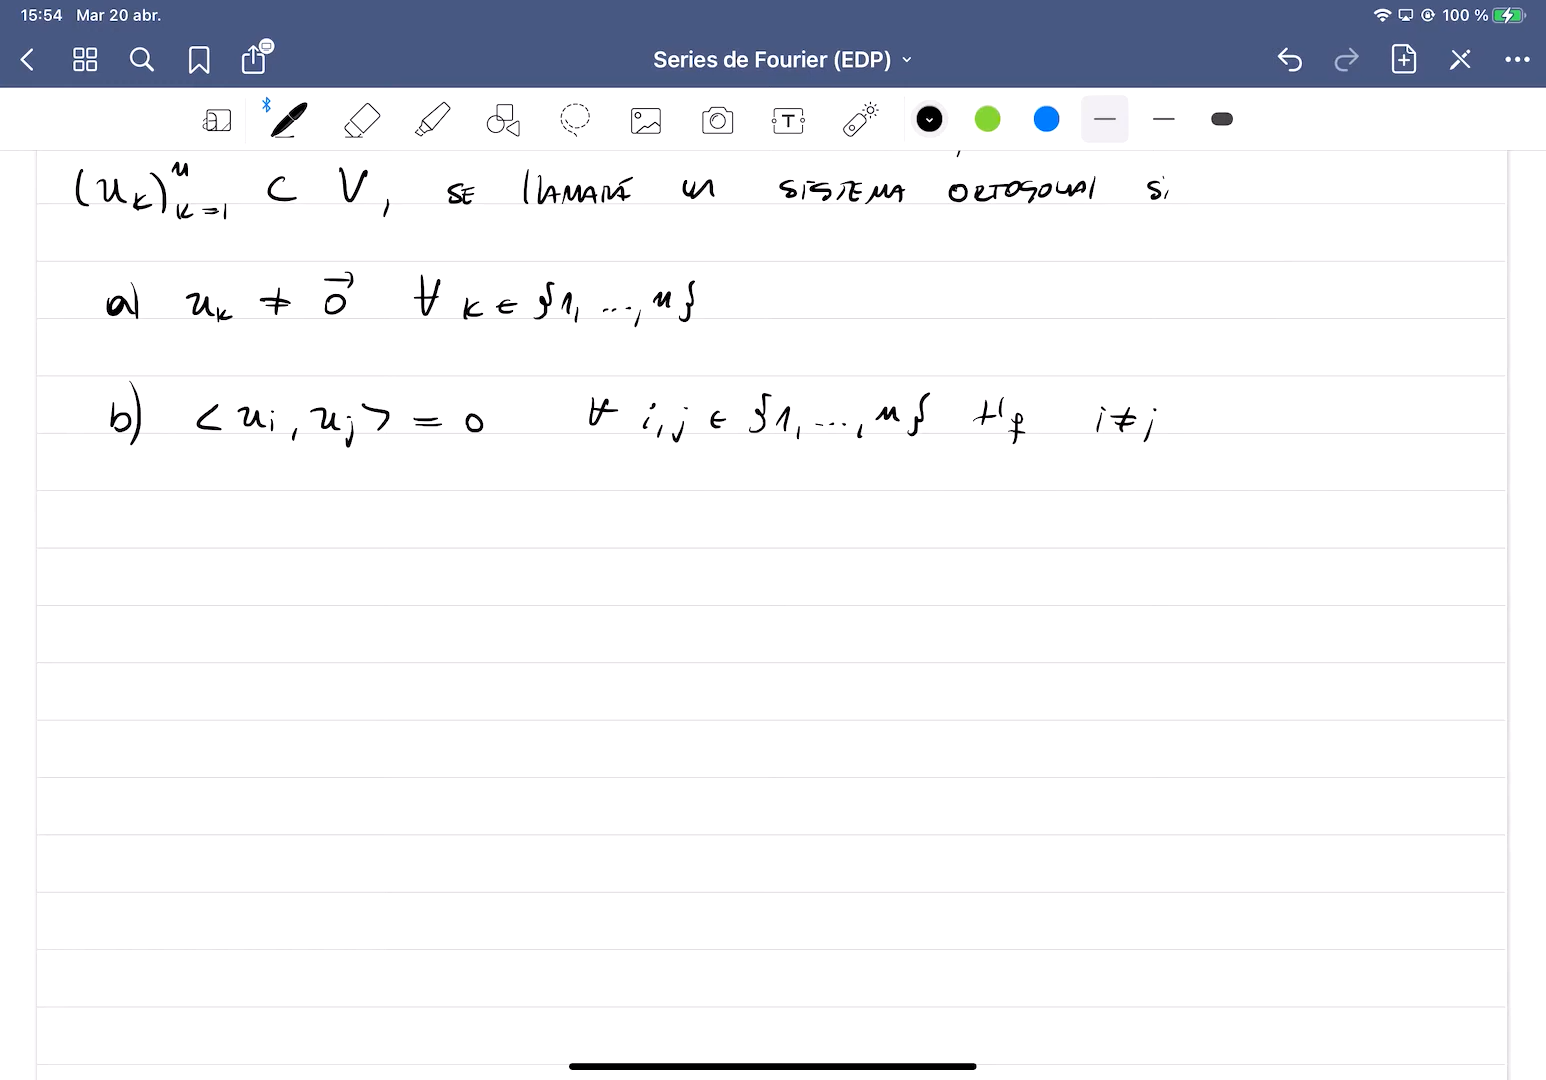 15:54 Mar 20 abr. 100 %
Series de Fourier (EDP)
T
(u_k)_{k=1}^n ⊂ V, SE llAMARÁ un SISTEMA ORTOGONAl Si
a) u_k ≠ \vec{0} ∀ k ∈ {1, ..., n}
b) <u_i, u_j> = 0 ∀ i,j ∈ {1, ..., n} +q i≠j